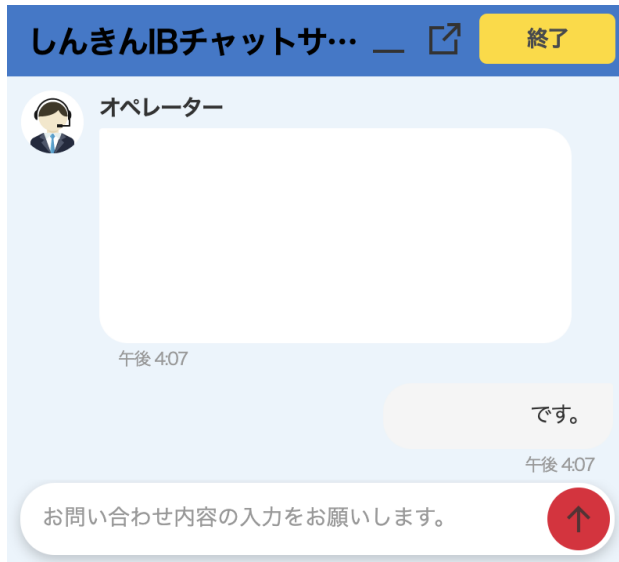 しんきんIBチャットサ…
終了
オペレーター
午後 4:07
です。
午後 4:07
お問い合わせ内容の入力をお願いします。